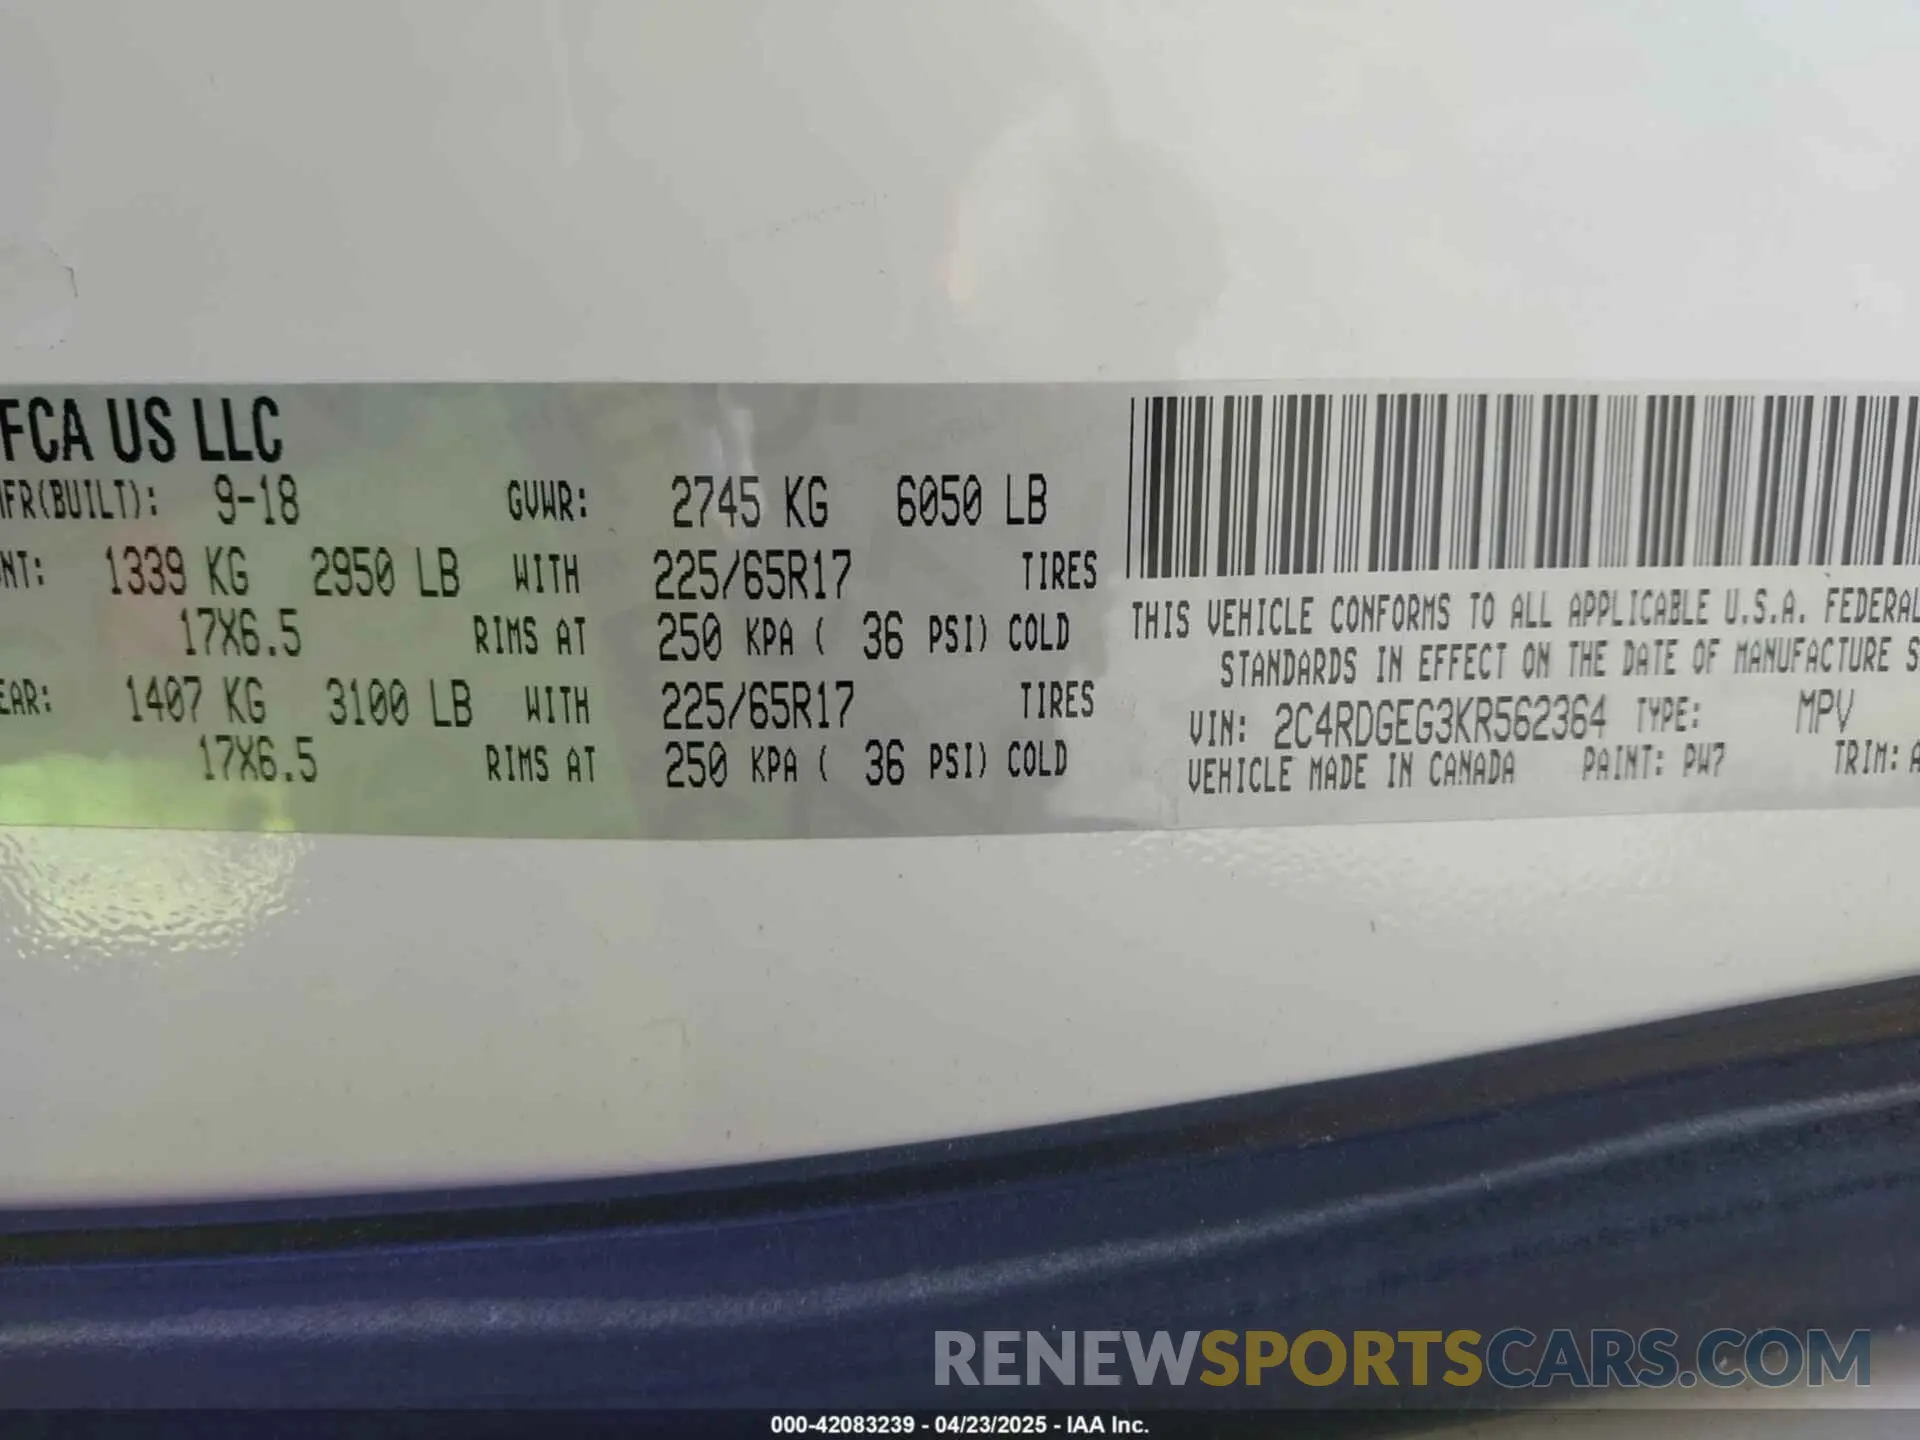 FCA US LLC
MFR(BUILT): 9-18 GVWR: 2745 KG 6050 LB
NT: 1339 KG 2950 LB WITH 225/65R17 TIRES
17X6.5 RIMS AT 250 KPA ( 36 PSI) COLD
EAR: 1407 KG 3100 LB WITH 225/65R17 TIRES
17X6.5 RIMS AT 250 KPA ( 36 PSI) COLD
THIS VEHICLE CONFORMS TO ALL APPLICABLE U.S.A. FEDERAL
STANDARDS IN EFFECT ON THE DATE OF MANUFACTURE S
VIN: 2C4RDGEG3KR562364 TYPE: MPV
VEHICLE MADE IN CANADA PAINT: PW7 TRIM: A
RENEWSPORTSCARS.COM
000-42083239 - 04/23/2025 - IAA Inc.